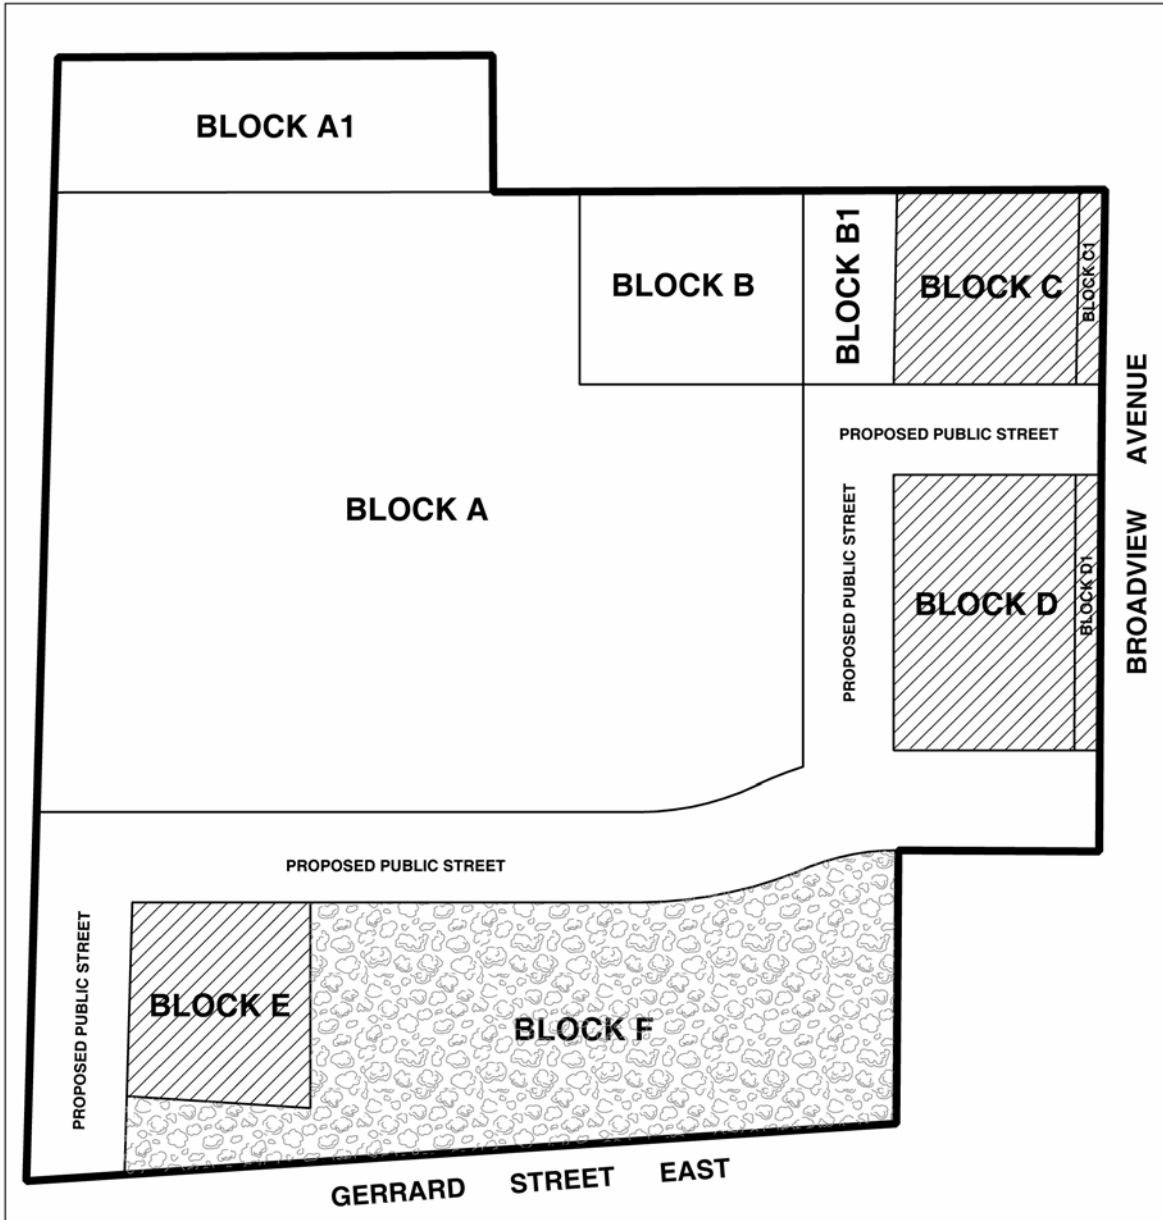 BLOCK A1
BLOCK B
BLOCK B1
BLOCK C
BLOCK C1
PROPOSED PUBLIC STREET
BROADVIEW AVENUE
BLOCK A
PROPOSED PUBLIC STREET
BLOCK D
BLOCK D1
PROPOSED PUBLIC STREET
PROPOSED PUBLIC STREET
BLOCK E
BLOCK F
GERRARD STREET EAST